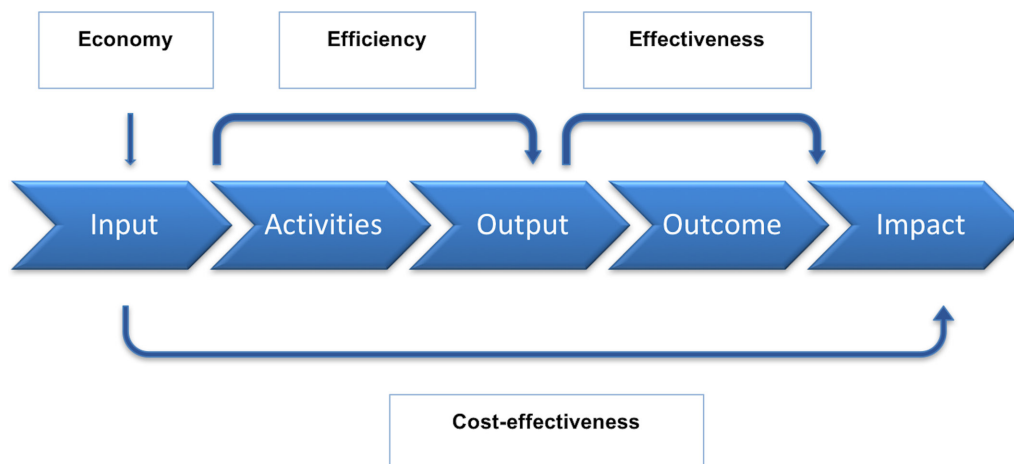 Economy
Efficiency
Effectiveness
Input
Activities
Output
Outcome
Impact
Cost-effectiveness